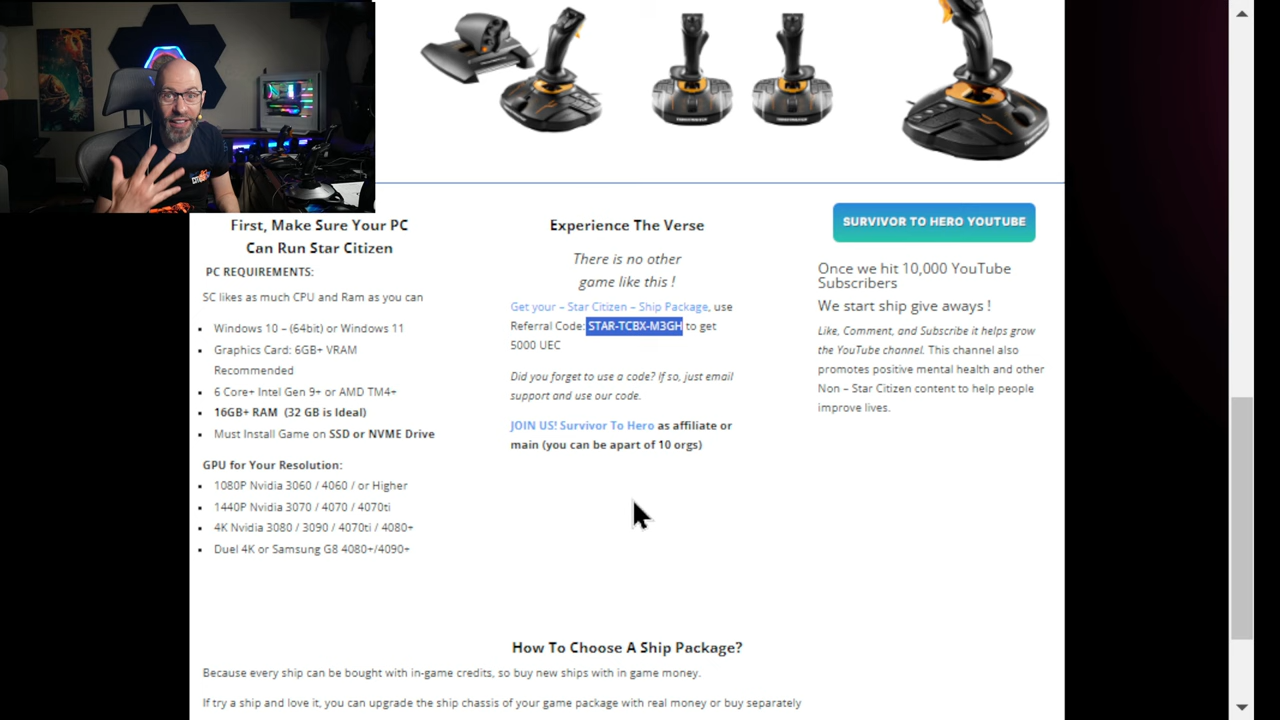 First, Make Sure Your PC
Can Run Star Citizen
PC REQUIREMENTS:
SC likes as much CPU and Ram as you can
Windows 10 – (64bit) or Windows 11
Graphics Card: 6GB+ VRAM
Recommended
6 Core+ Intel Gen 9+ or AMD TM4+
16GB+ RAM (32 GB is Ideal)
Must Install Game on SSD or NVME Drive
GPU for Your Resolution:
1080P Nvidia 3060 / 4060 / or Higher
1440P Nvidia 3070 / 4070 / 4070ti
4K Nvidia 3080 / 3090 / 4070ti / 4080+
Duel 4K or Samsung G8 4080+/4090+
Experience The Verse
There is no other
game like this !
Get your – Star Citizen – Ship Package, use
Referral Code: STAR-TCBX-M3GH to get
5000 UEC
Did you forget to use a code? If so, just email
support and use our code.
JOIN US! Survivor To Hero as affiliate or
main (you can be apart of 10 orgs)
SURVIVOR TO HERO YOUTUBE
Once we hit 10,000 YouTube
Subscribers
We start ship give aways !
Like, Comment, and Subscribe it helps grow
the YouTube channel. This channel also
promotes positive mental health and other
Non – Star Citizen content to help people
improve lives.
How To Choose A Ship Package?
Because every ship can be bought with in-game credits, so buy new ships with in game money.
If try a ship and love it, you can upgrade the ship chassis of your game package with real money or buy separately